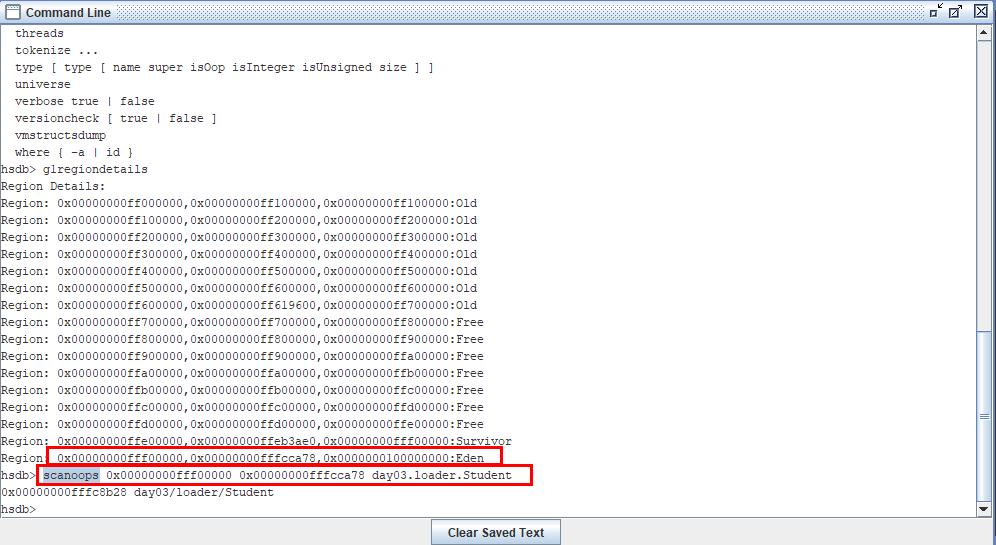 Command Line
threads
tokenize ...
type [ type [ name super isOop isInteger isUnsigned size ] ]
universe
verbose true | false
versioncheck [ true | false ]
vmstructsdump
where { -a | id }
hsdb> g1regiondetails
Region Details:
Region: 0x00000000ff000000,0x00000000ff100000,0x00000000ff100000:Old
Region: 0x00000000ff100000,0x00000000ff200000,0x00000000ff200000:Old
Region: 0x00000000ff200000,0x00000000ff300000,0x00000000ff300000:Old
Region: 0x00000000ff300000,0x00000000ff400000,0x00000000ff400000:Old
Region: 0x00000000ff400000,0x00000000ff500000,0x00000000ff500000:Old
Region: 0x00000000ff500000,0x00000000ff600000,0x00000000ff600000:Old
Region: 0x00000000ff600000,0x00000000ff619600,0x00000000ff700000:Old
Region: 0x00000000ff700000,0x00000000ff700000,0x00000000ff800000:Free
Region: 0x00000000ff800000,0x00000000ff800000,0x00000000ff900000:Free
Region: 0x00000000ff900000,0x00000000ff900000,0x00000000ffa00000:Free
Region: 0x00000000ffa00000,0x00000000ffa00000,0x00000000ffb00000:Free
Region: 0x00000000ffb00000,0x00000000ffb00000,0x00000000ffc00000:Free
Region: 0x00000000ffc00000,0x00000000ffc00000,0x00000000ffd00000:Free
Region: 0x00000000ffd00000,0x00000000ffd00000,0x00000000ffe00000:Free
Region: 0x00000000ffe00000,0x00000000ffeb3ae0,0x00000000fff00000:Survivor
Region: 0x00000000fff00000,0x00000000fffcca78,0x0000000100000000:Eden
hsdb> scanoops 0x00000000fff00000 0x00000000fffcca78 day03.loader.Student
0x00000000fffc8b28 day03/loader/Student
hsdb>
Clear Saved Text